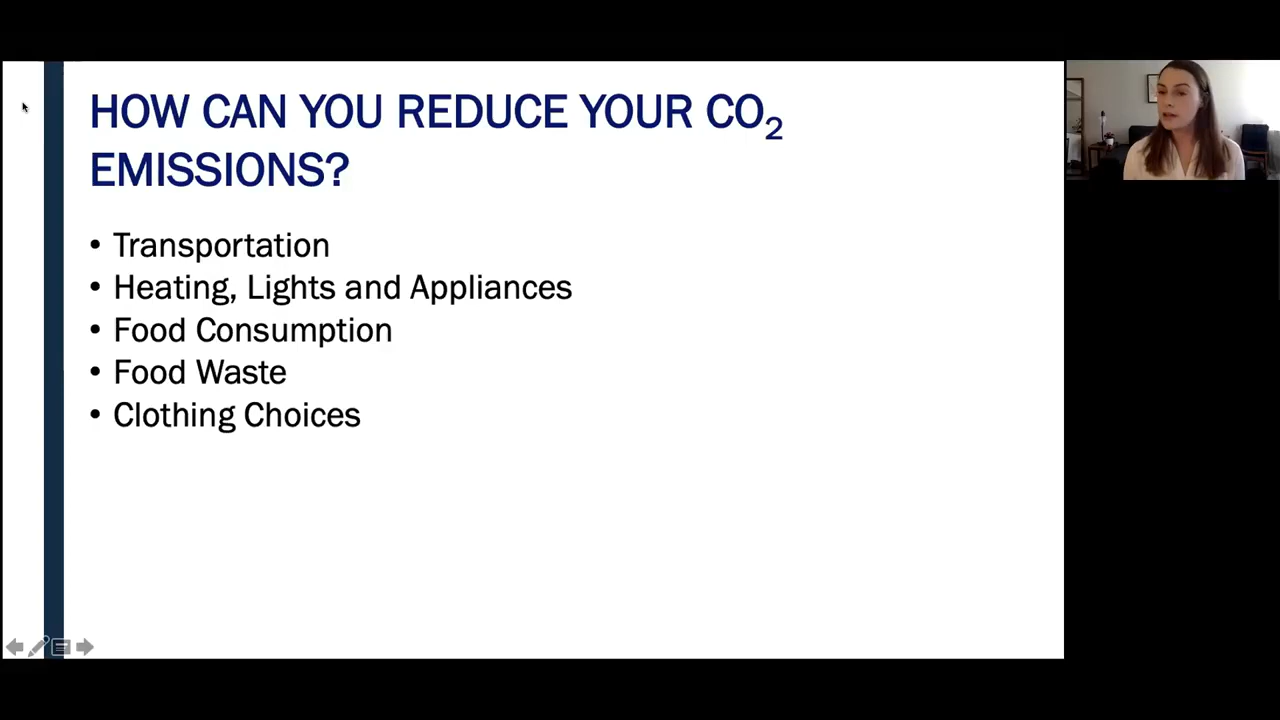 HOW CAN YOU REDUCE YOUR CO₂
EMISSIONS?
• Transportation
• Heating, Lights and Appliances
• Food Consumption
• Food Waste
• Clothing Choices